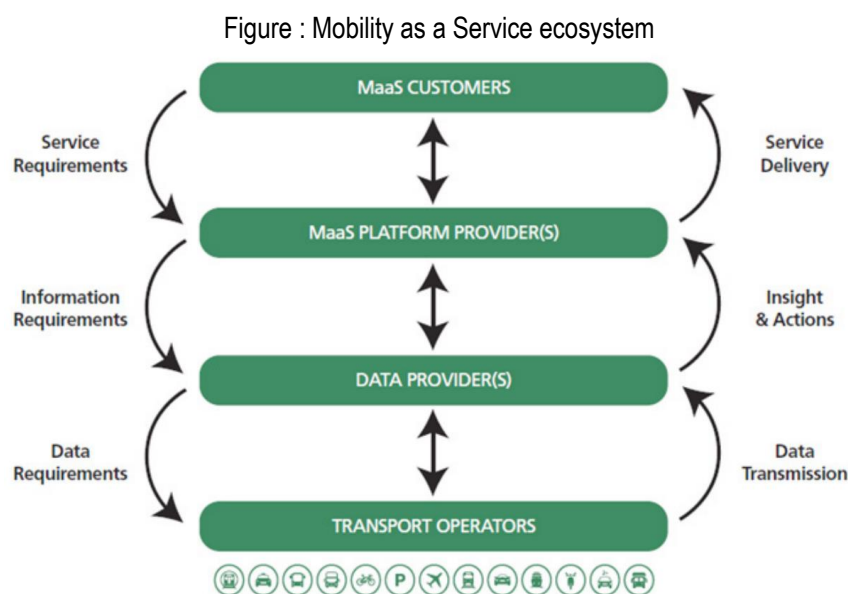 Figure : Mobility as a Service ecosystem
MaaS CUSTOMERS
Service
Requirements
Service
Delivery
MaaS PLATFORM PROVIDER(S)
Information
Requirements
Insight
& Actions
DATA PROVIDER(S)
Data
Requirements
Data
Transmission
TRANSPORT OPERATORS
P